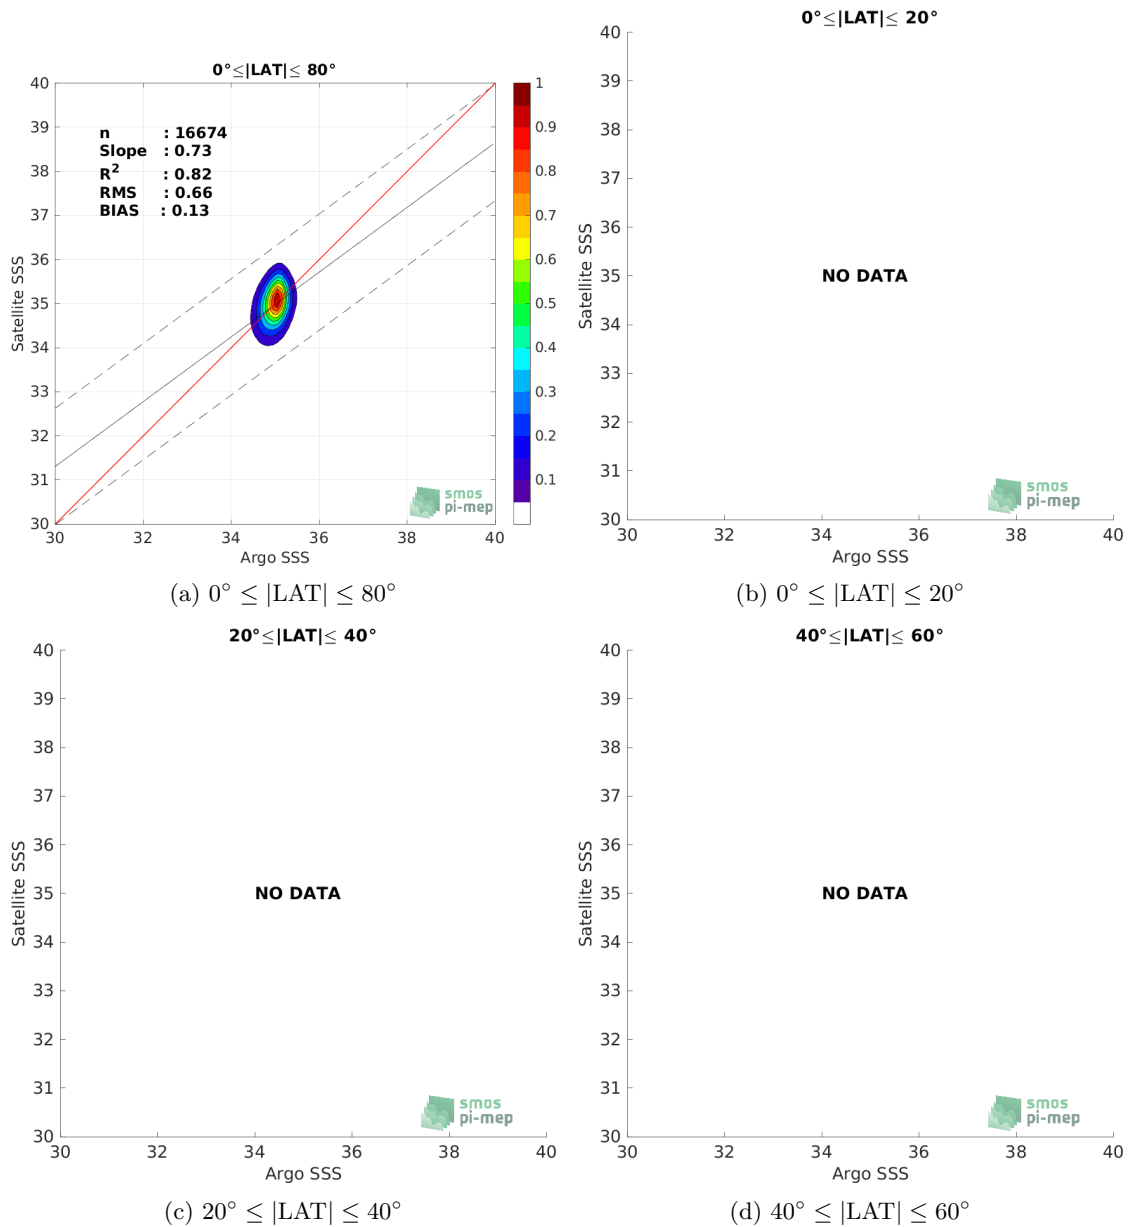 0°≤|LAT|≤ 80°
40
39
38
37
36
35
34
33
32
31
30
Satellite SSS
n : 16674
Slope : 0.73
R² : 0.82
RMS : 0.66
BIAS : 0.13
smos
pi-mep
30 32 34 36 38 40
Argo SSS
1
0.9
0.8
0.7
0.6
0.5
0.4
0.3
0.2
0.1
(a) 0° ≤ |LAT| ≤ 80°
0°≤|LAT|≤ 20°
40
39
38
37
36
35
34
33
32
31
30
Satellite SSS
NO DATA
smos
pi-mep
30 32 34 36 38 40
Argo SSS
(b) 0° ≤ |LAT| ≤ 20°
20°≤|LAT|≤ 40°
40
39
38
37
36
35
34
33
32
31
30
Satellite SSS
NO DATA
smos
pi-mep
30 32 34 36 38 40
Argo SSS
(c) 20° ≤ |LAT| ≤ 40°
40°≤|LAT|≤ 60°
40
39
38
37
36
35
34
33
32
31
30
Satellite SSS
NO DATA
smos
pi-mep
30 32 34 36 38 40
Argo SSS
(d) 40° ≤ |LAT| ≤ 60°